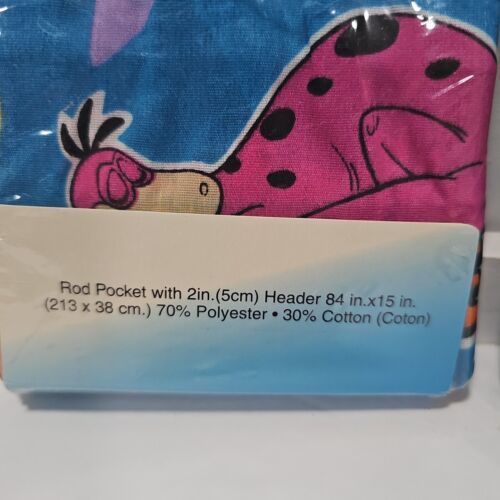 Rod Pocket with 2in.(5cm) Header 84 in.x15 in.
(213 x 38 cm.) 70% Polyester • 30% Cotton (Coton)